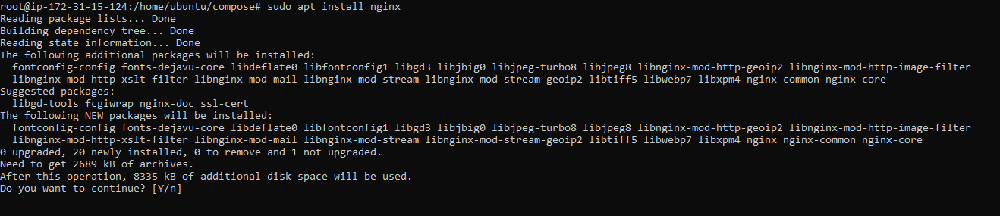 root@ip-172-31-15-124:/home/ubuntu/compose# sudo apt install nginx
Reading package lists... Done
Building dependency tree... Done
Reading state information... Done
The following additional packages will be installed:
  fontconfig-config fonts-dejavu-core libdeflate0 libfontconfig1 libgd3 libjbig0 libjpeg-turbo8 libjpeg8 libnginx-mod-http-geoip2 libnginx-mod-http-image-filter
  libnginx-mod-http-xslt-filter libnginx-mod-mail libnginx-mod-stream libnginx-mod-stream-geoip2 libtiff5 libwebp7 libxpm4 nginx-common nginx-core
Suggested packages:
  libgd-tools fcgiwrap nginx-doc ssl-cert
The following NEW packages will be installed:
  fontconfig-config fonts-dejavu-core libdeflate0 libfontconfig1 libgd3 libjbig0 libjpeg-turbo8 libjpeg8 libnginx-mod-http-geoip2 libnginx-mod-http-image-filter
  libnginx-mod-http-xslt-filter libnginx-mod-mail libnginx-mod-stream libnginx-mod-stream-geoip2 libtiff5 libwebp7 libxpm4 nginx nginx-common nginx-core
0 upgraded, 20 newly installed, 0 to remove and 1 not upgraded.
Need to get 2689 kB of archives.
After this operation, 8335 kB of additional disk space will be used.
Do you want to continue? [Y/n]